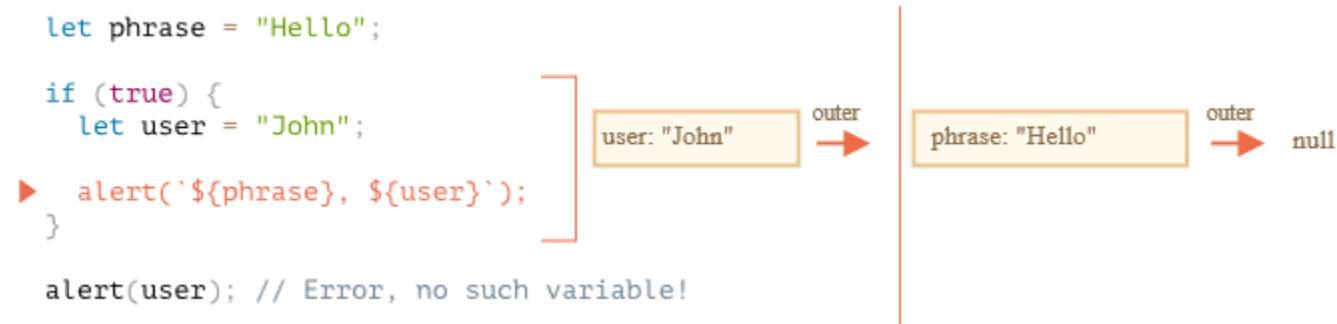 let phrase = "Hello";
if (true) {
let user = "John";
alert(`${phrase}, ${user}`);
}
alert(user); // Error, no such variable!
user: "John"
outer
phrase: "Hello"
outer
null